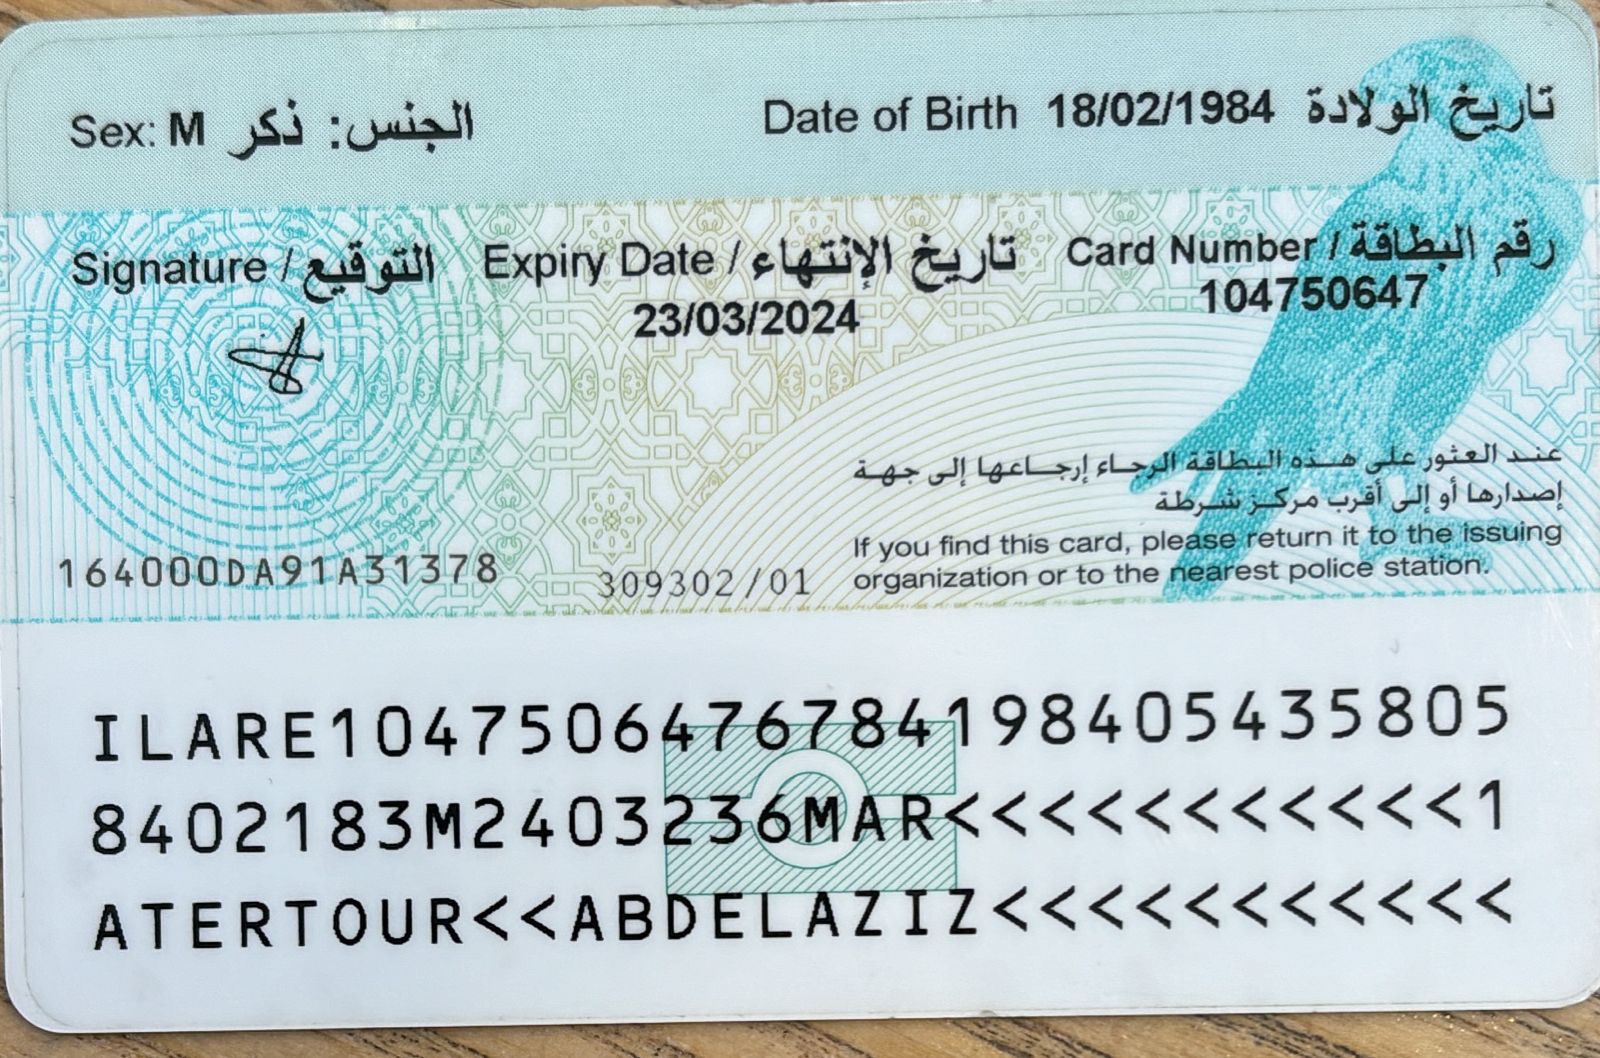 Sex: M الجنس: ذكر
Date of Birth 18/02/1984 تاريخ الولادة
Signature / التوقيع
Expiry Date / تاريخ الإنتهاء
23/03/2024
Card Number / رقم البطاقة
104750647
عند العثور على هذه البطاقة الرجاء إرجاعها إلى جهة
إصدارها أو إلى أقرب مركز شرطة
If you find this card, please return it to the issuing
organization or to the nearest police station.
164000DA91A31378
309302/01
ILARE1047506476784198405435805
8402183M2403236MAR<<<<<<<<<<<1
ATERTOUR<<ABDELAZIZ<<<<<<<<<<<